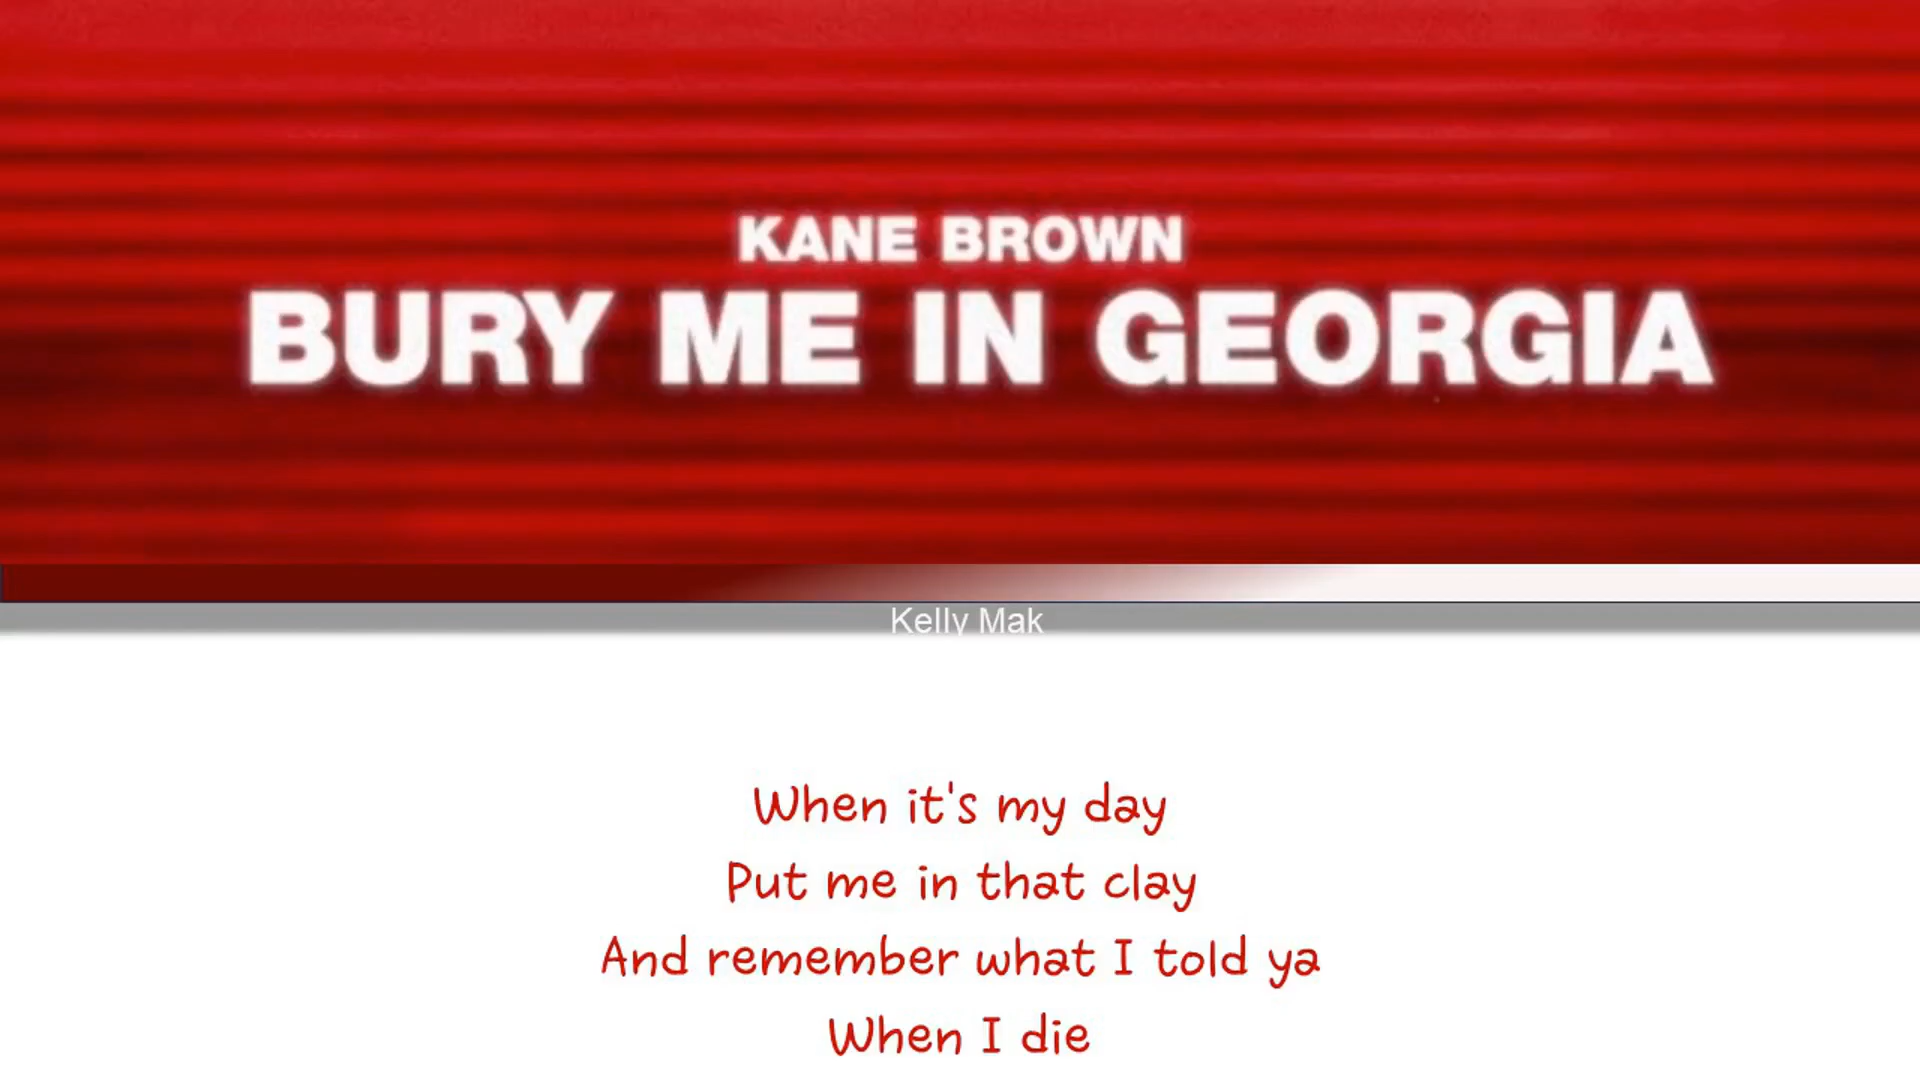 KANE BROWN
BURY ME IN GEORGIA
Kelly Mak
When it's my day
Put me in that clay
And remember what I told ya
When I die